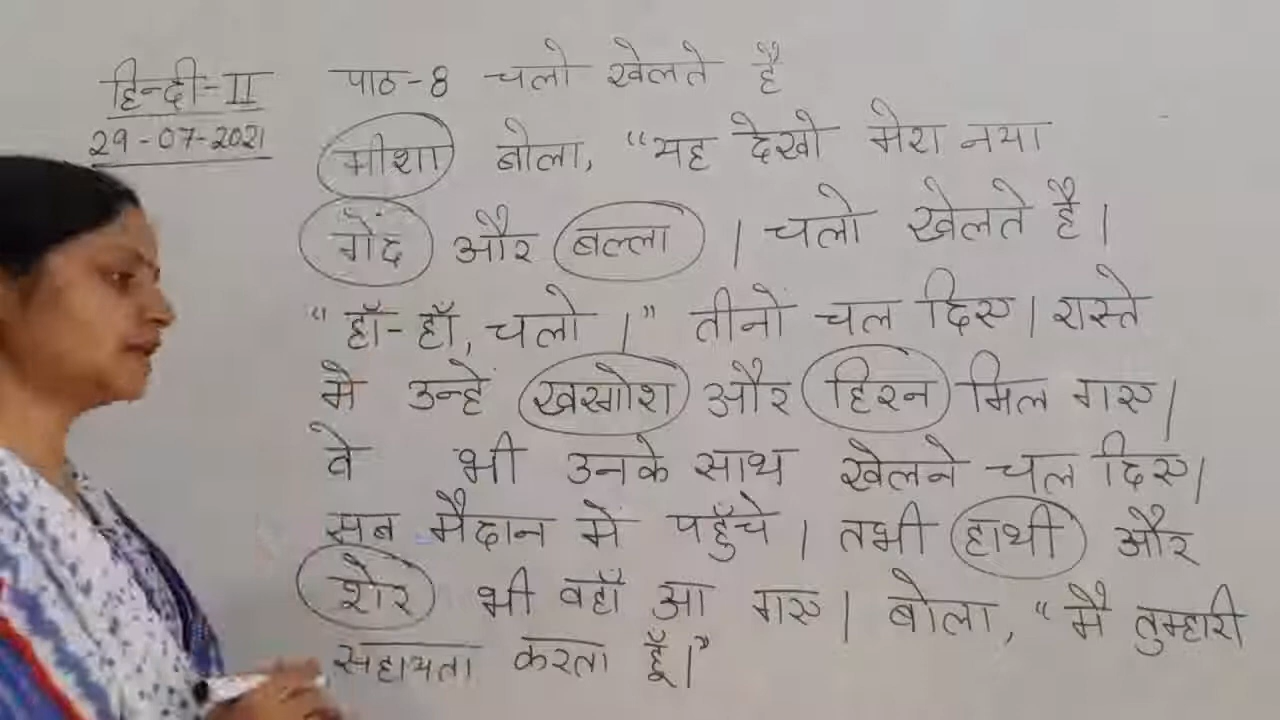 हिन्दी-II
29-07-2021
पाठ-8 चलो खेलते है
मीशा बोला, “यह देखो मेरा नया
गेंद और बल्ला । चलो खेलते है।
“हाँ-हाँ, चलो ।” तीनों चल दिए। रास्ते
मे उन्हें खरगोश और हिरन मिल गए।
वे भी उनके साथ खेलने चल दिए।
सब मैदान में पहुँचे । तभी हाथी और
शेर भी वहाँ आ गए । बोला, “मै तुम्हारी
सहायता करता हूँ।”